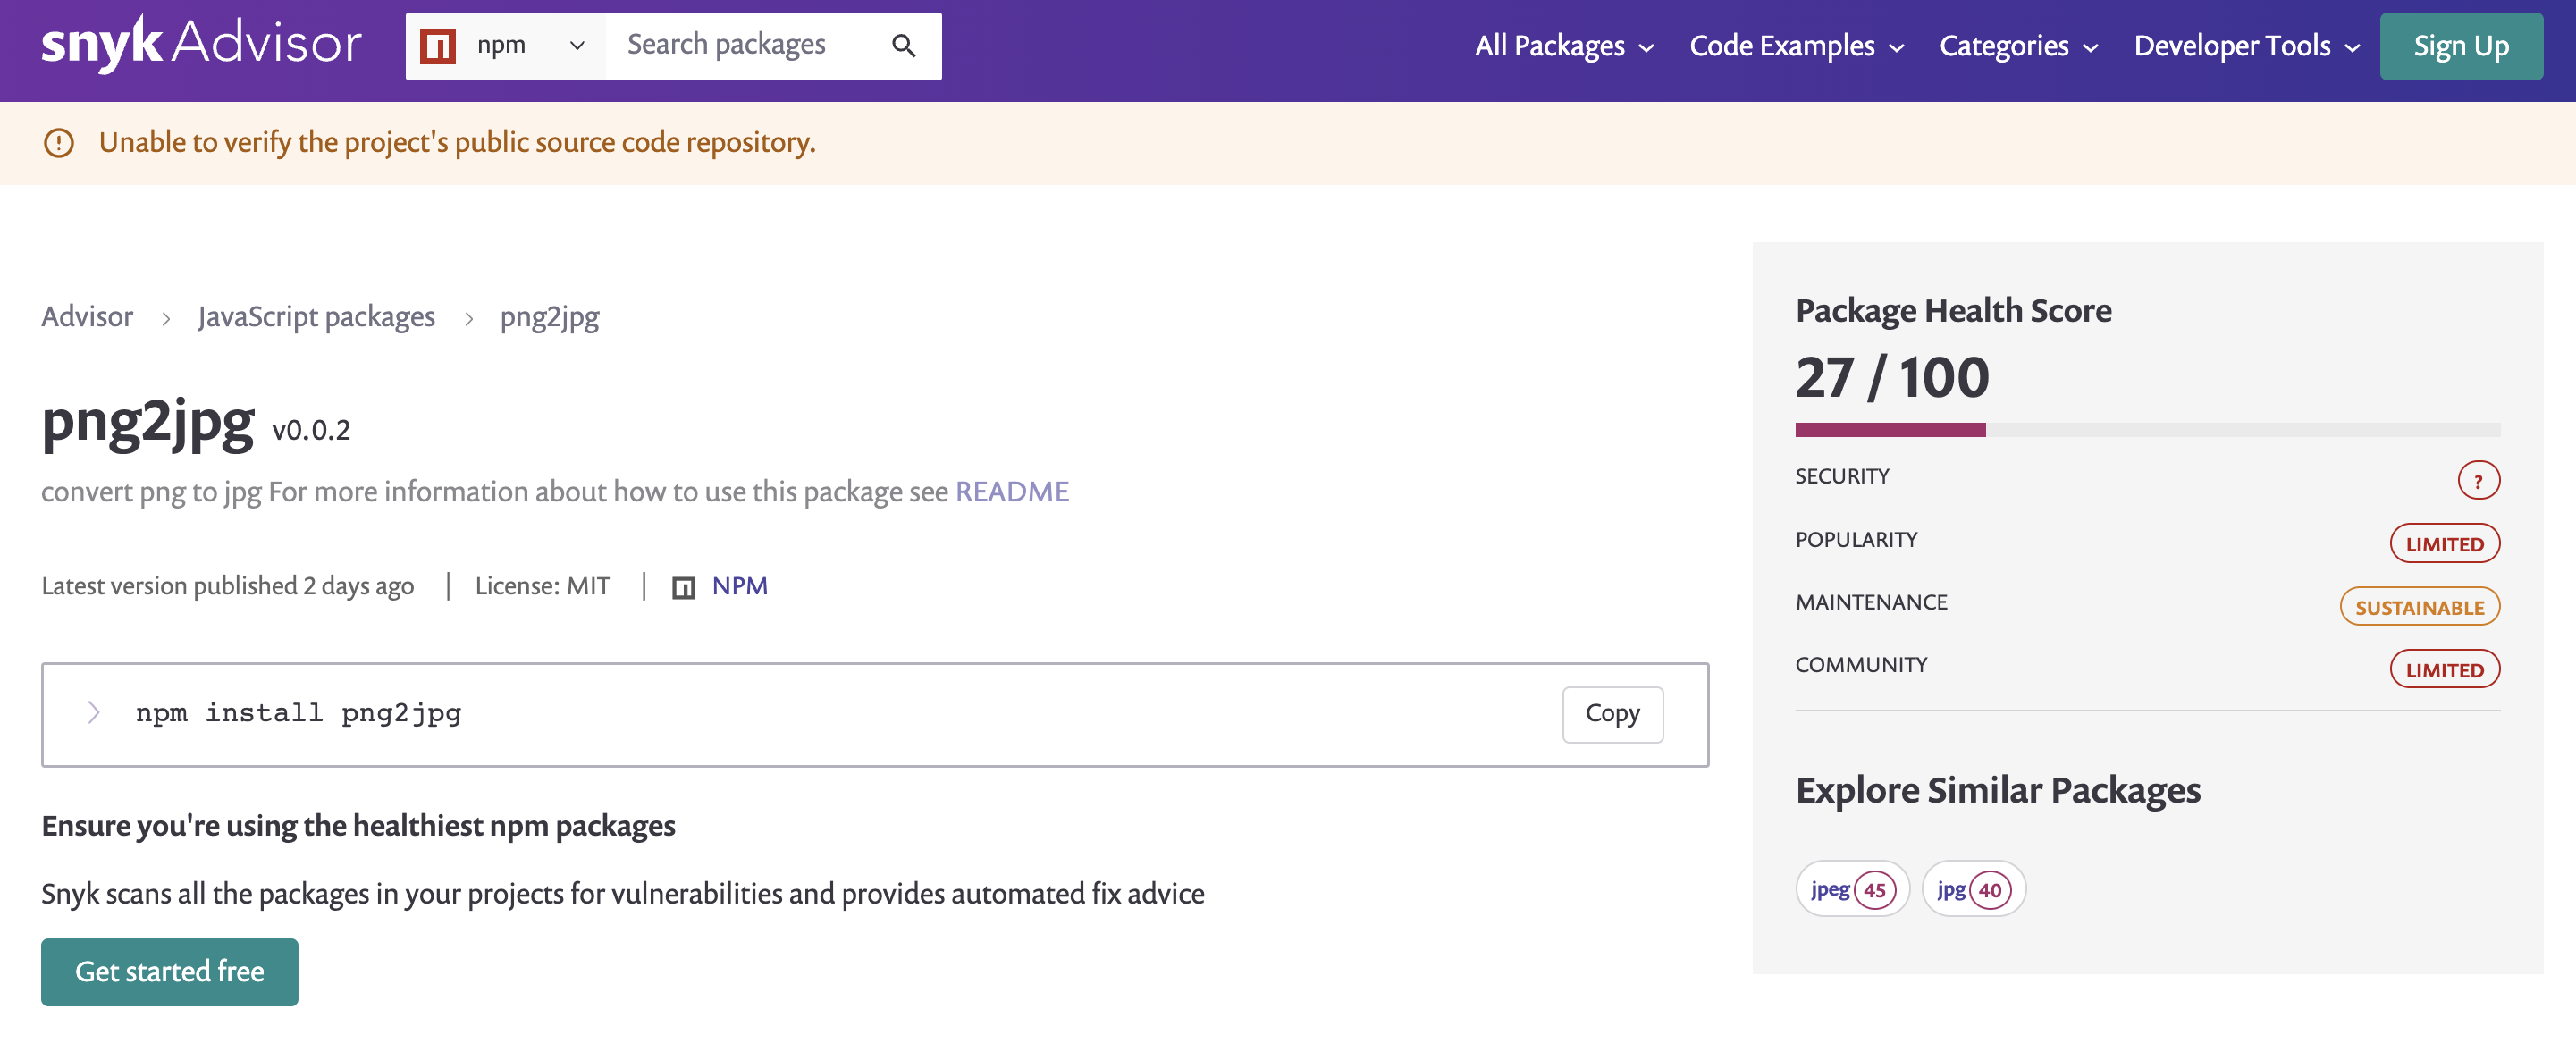 snyk Advisor
npm
Search packages
All Packages
Code Examples
Categories
Developer Tools
Sign Up
Unable to verify the project's public source code repository.
Advisor > JavaScript packages > png2jpg
png2jpg v0.0.2
convert png to jpg For more information about how to use this package see README
Latest version published 2 days ago | License: MIT | NPM
> npm install png2jpg
Copy
Ensure you're using the healthiest npm packages
Snyk scans all the packages in your projects for vulnerabilities and provides automated fix advice
Get started free
Package Health Score
27 / 100
SECURITY ?
POPULARITY LIMITED
MAINTENANCE SUSTAINABLE
COMMUNITY LIMITED
Explore Similar Packages
jpeg 45 jpg 40